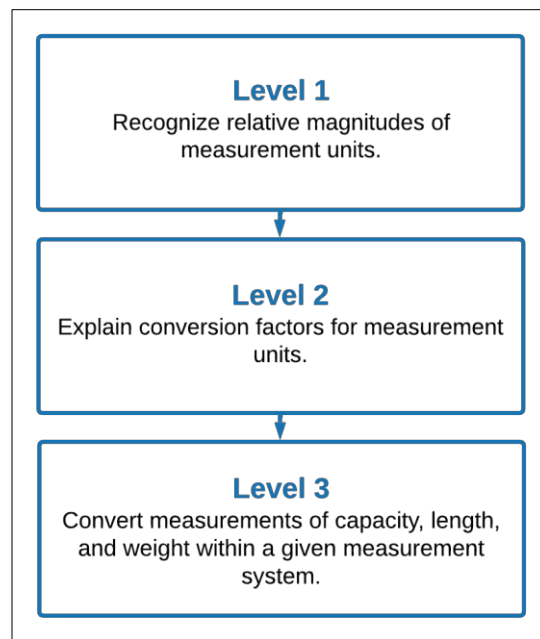 Level 1
Recognize relative magnitudes of
measurement units.
Level 2
Explain conversion factors for measurement
units.
Level 3
Convert measurements of capacity, length,
and weight within a given measurement
system.